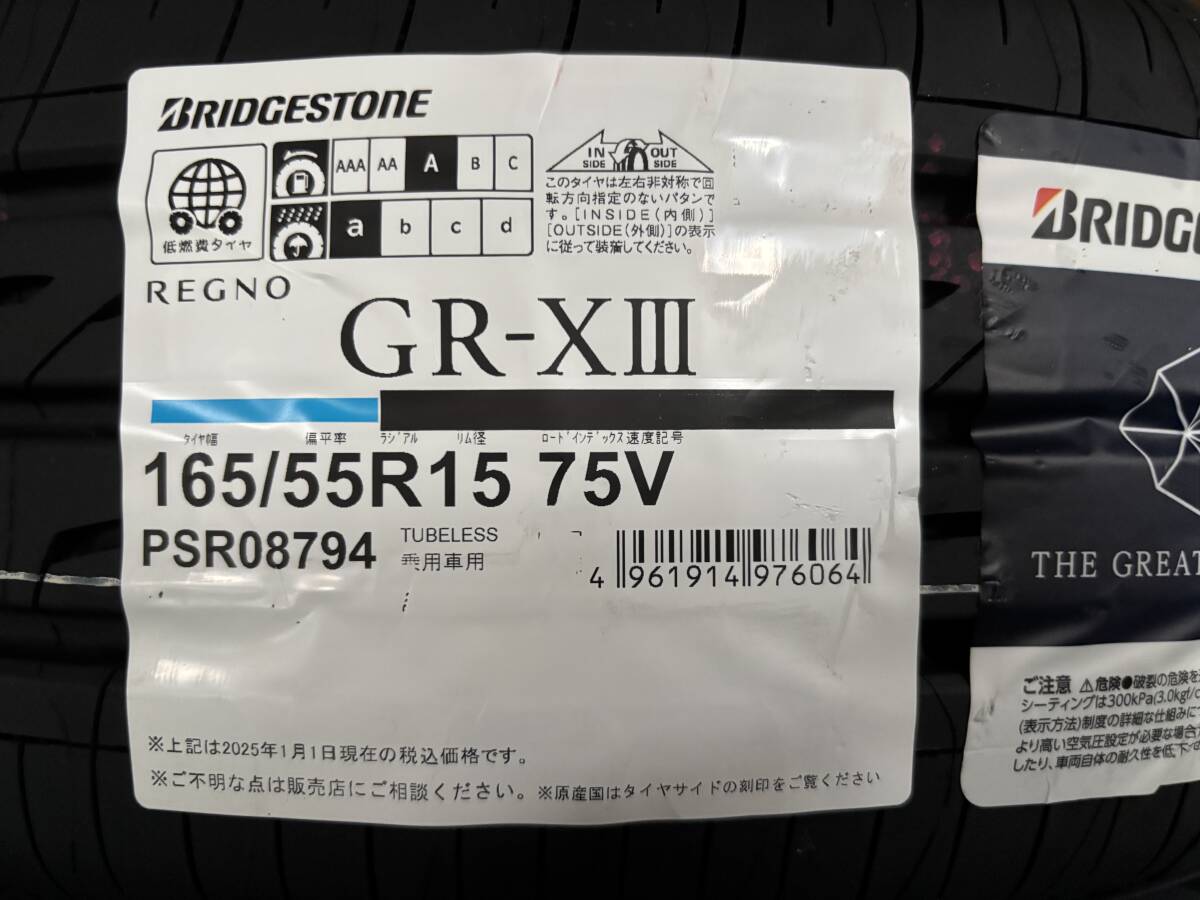 BRIDGESTONE
AAA AA A B C
a b c d
低燃費タイヤ
IN SIDE OUT SIDE
このタイヤは左右非対称で回
転方向指定のないパタンで
す。[INSIDE(内側)]
[OUTSIDE(外側)]の表示
に従って装着してください。
REGNO
GR-XⅢ
タイヤ幅 偏平率 ラジアル リム径 ロードインデックス 速度記号
165/55R15 75V
PSR08794
TUBELESS
乗用車用
4 961914 976064
※上記は2025年1月1日現在の税込価格です。
※ご不明な点は販売店にご相談ください。※原産国はタイヤサイドの刻印をご覧ください
BRIDGE
THE GREAT
ご注意 ⚠危険●破裂の危険を
シーティングは300kPa(3.0kgf/c
(表示方法)制度の詳細な仕組みに
より高い空気圧設定が必要な場合
したり、車両自体の耐久性を低下